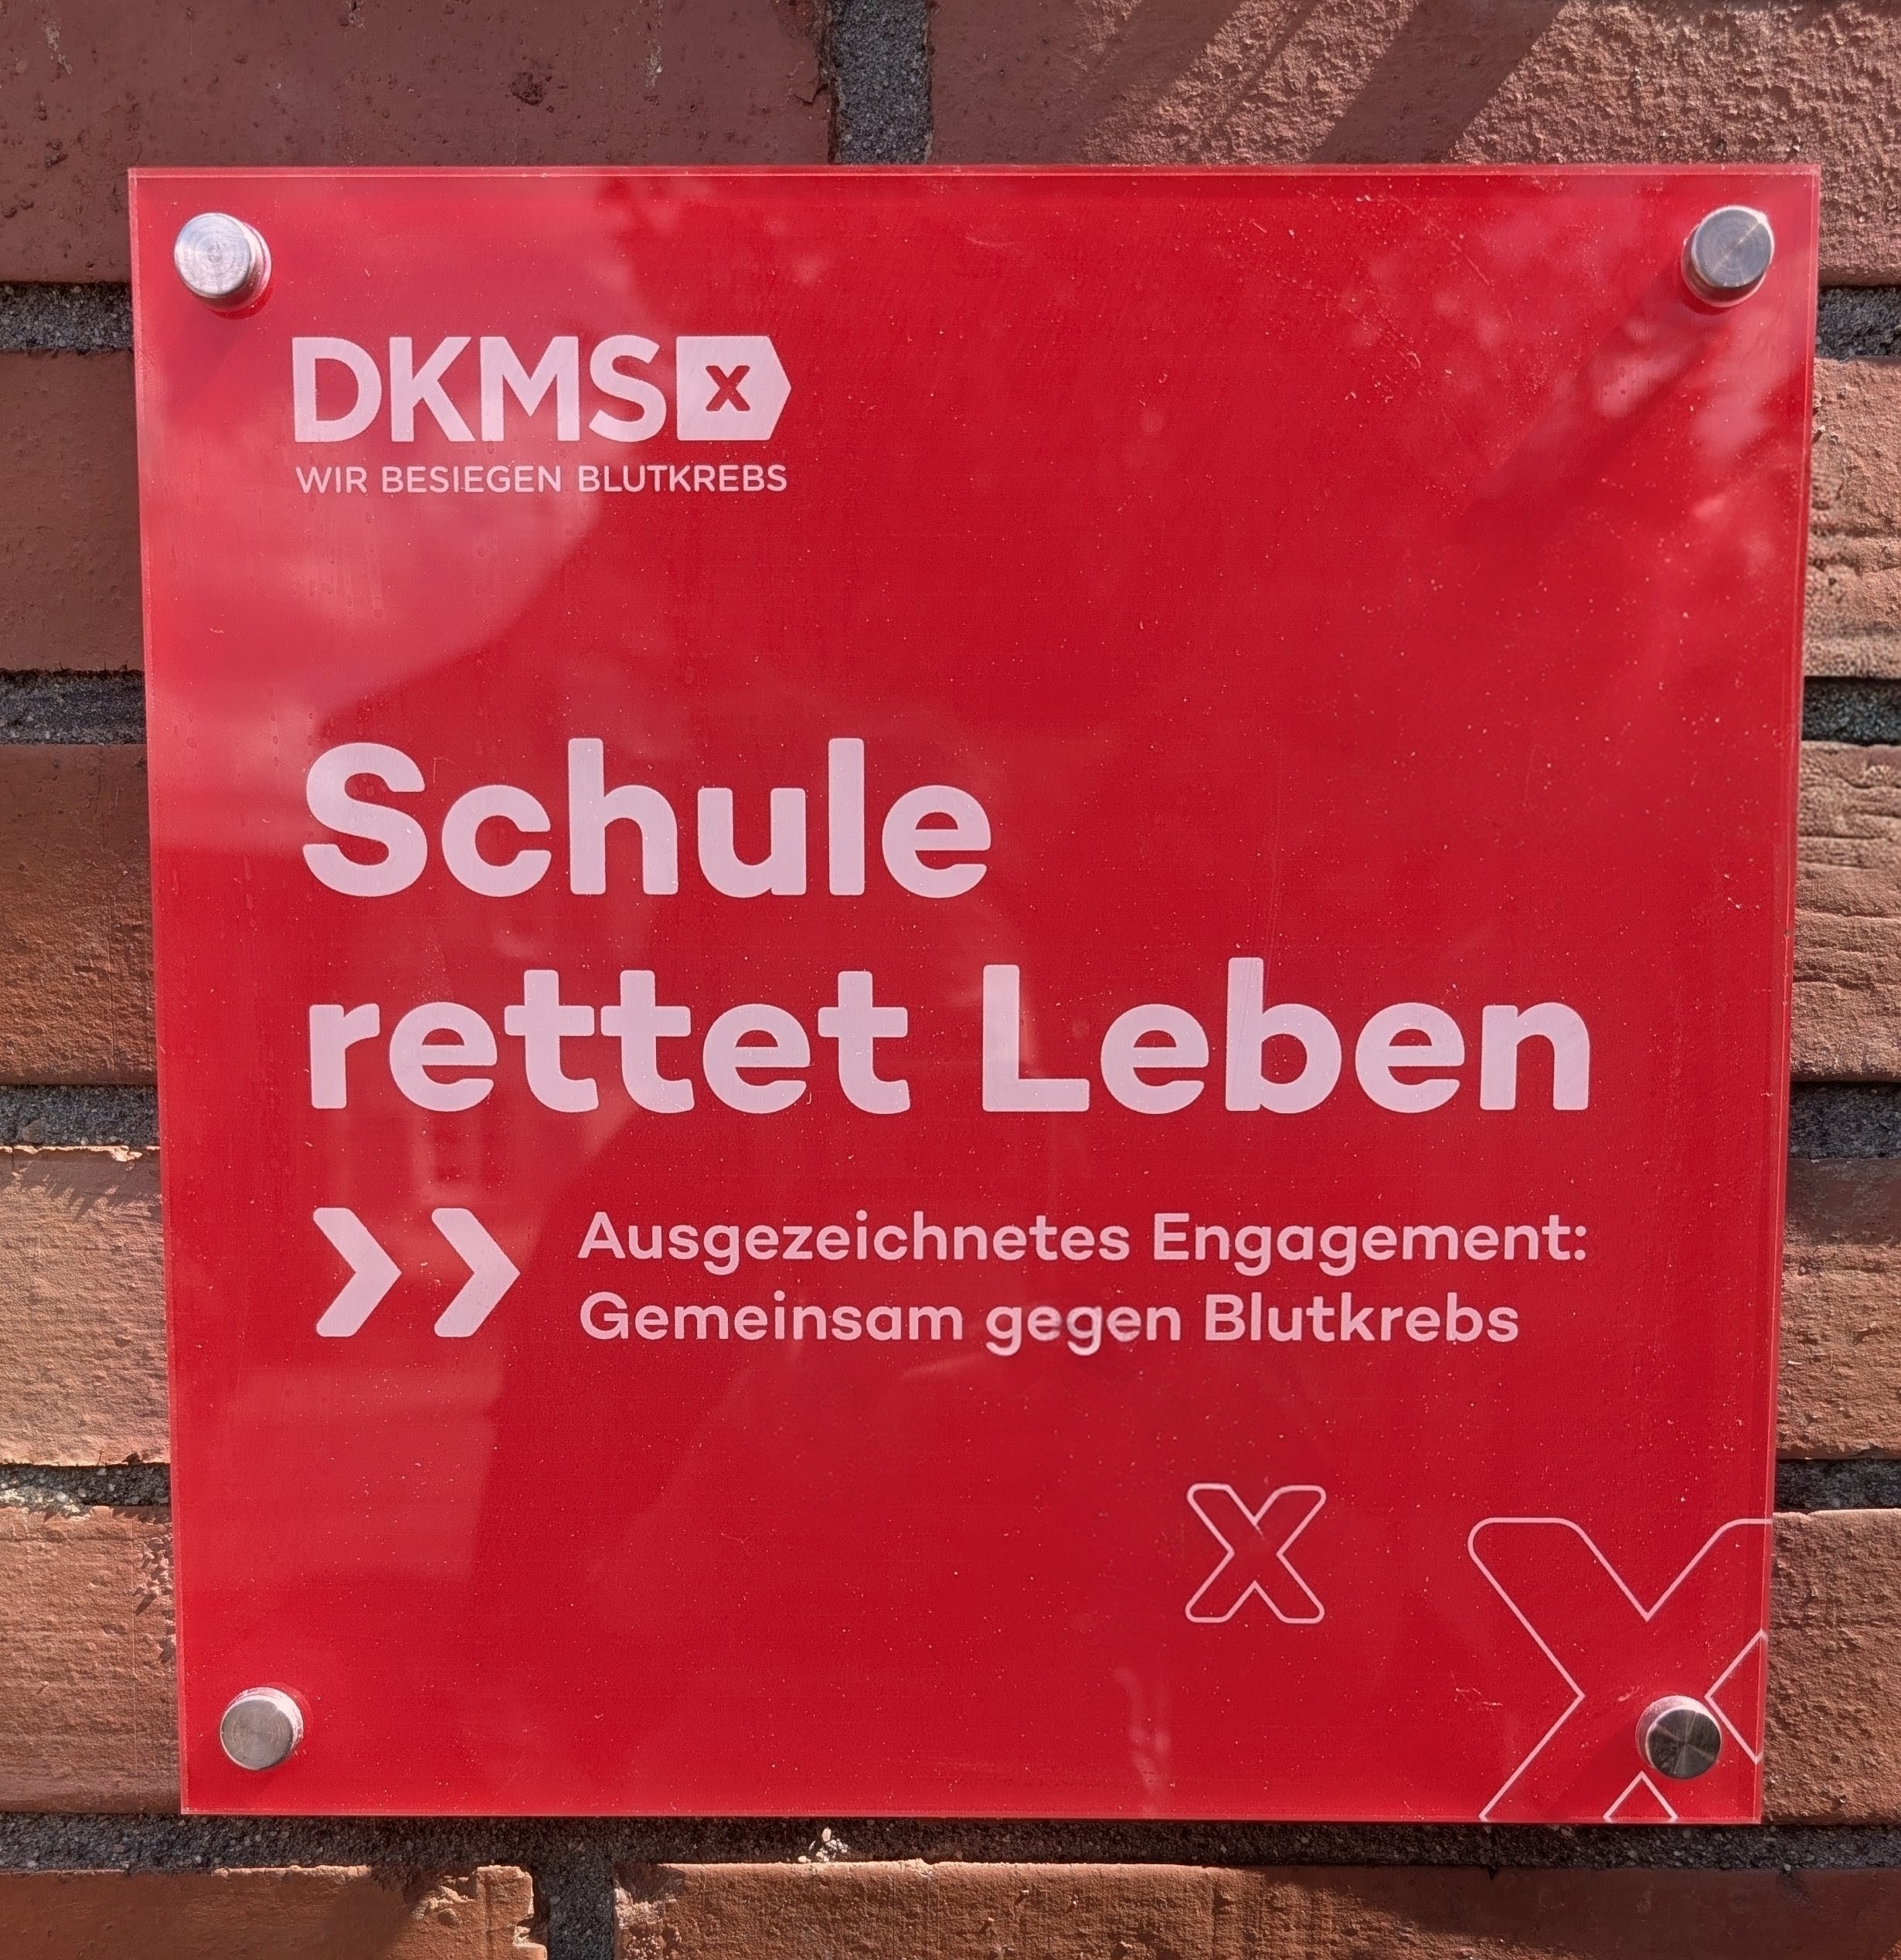 DKMS x
WIR BESIEGEN BLUTKREBS
Schule
rettet Leben
Ausgezeichnetes Engagement:
Gemeinsam gegen Blutkrebs